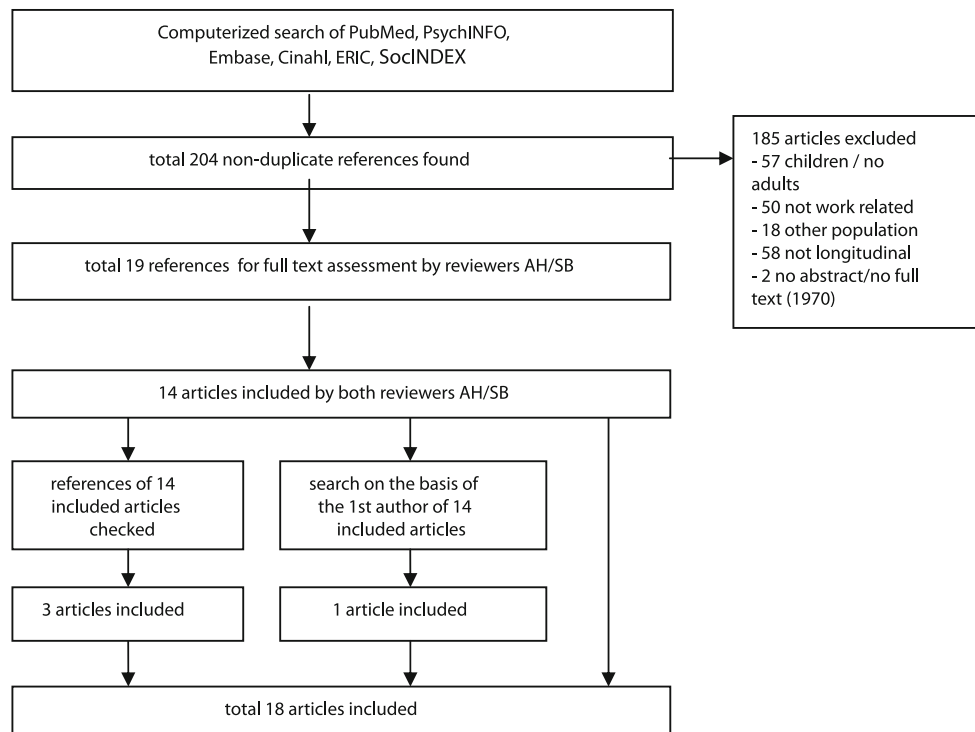 Computerized search of PubMed, PsychINFO,
Embase, Cinahl, ERIC, SocINDEX
total 204 non-duplicate references found
185 articles excluded
- 57 children / no
adults
- 50 not work related
- 18 other population
- 58 not longitudinal
- 2 no abstract/no full
text (1970)
total 19 references for full text assessment by reviewers AH/SB
14 articles included by both reviewers AH/SB
references of 14
included articles
checked
search on the basis of
the 1st author of 14
included articles
3 articles included
1 article included
total 18 articles included